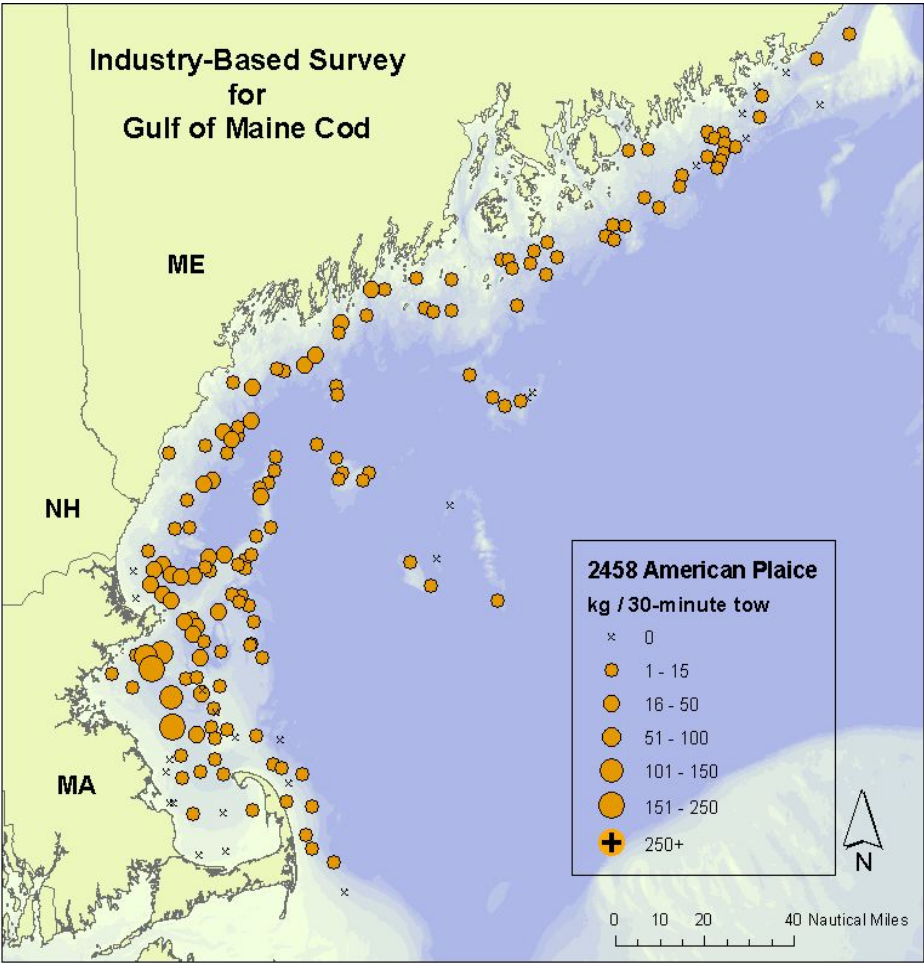 Industry-Based Survey
for
Gulf of Maine Cod
ME
NH
MA
2458 American Plaice
kg / 30-minute tow
0
1 - 15
16 - 50
51 - 100
101 - 150
151 - 250
250+
N
0 10 20 40 Nautical Miles